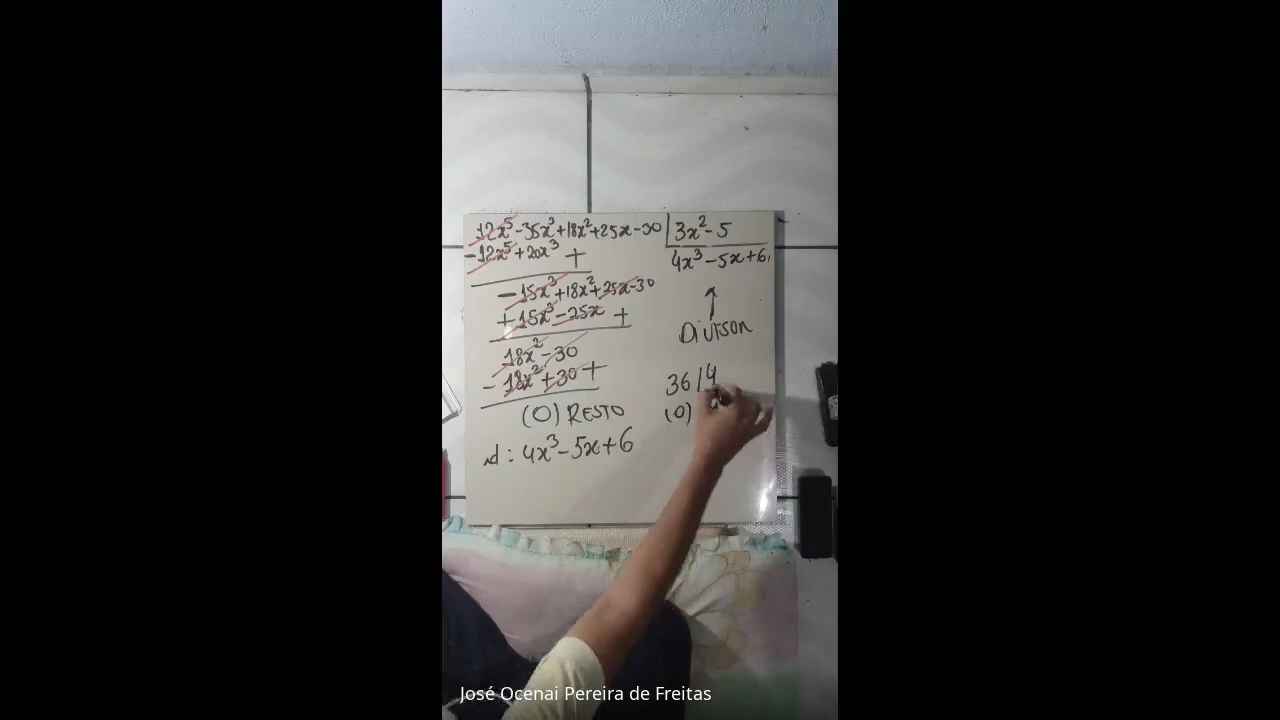 12x⁵-35x³+18x²+25x-30 | 3x²-5
-12x⁵+20x³ +
4x³-5x+6
-15x³+18x²+25x-30
+15x³-25x +
Divison
18x²-30
-18x²+30 +
(0) RESTO
36 | 4
(0)
d: 4x³-5x+6
José Ocenai Pereira de Freitas